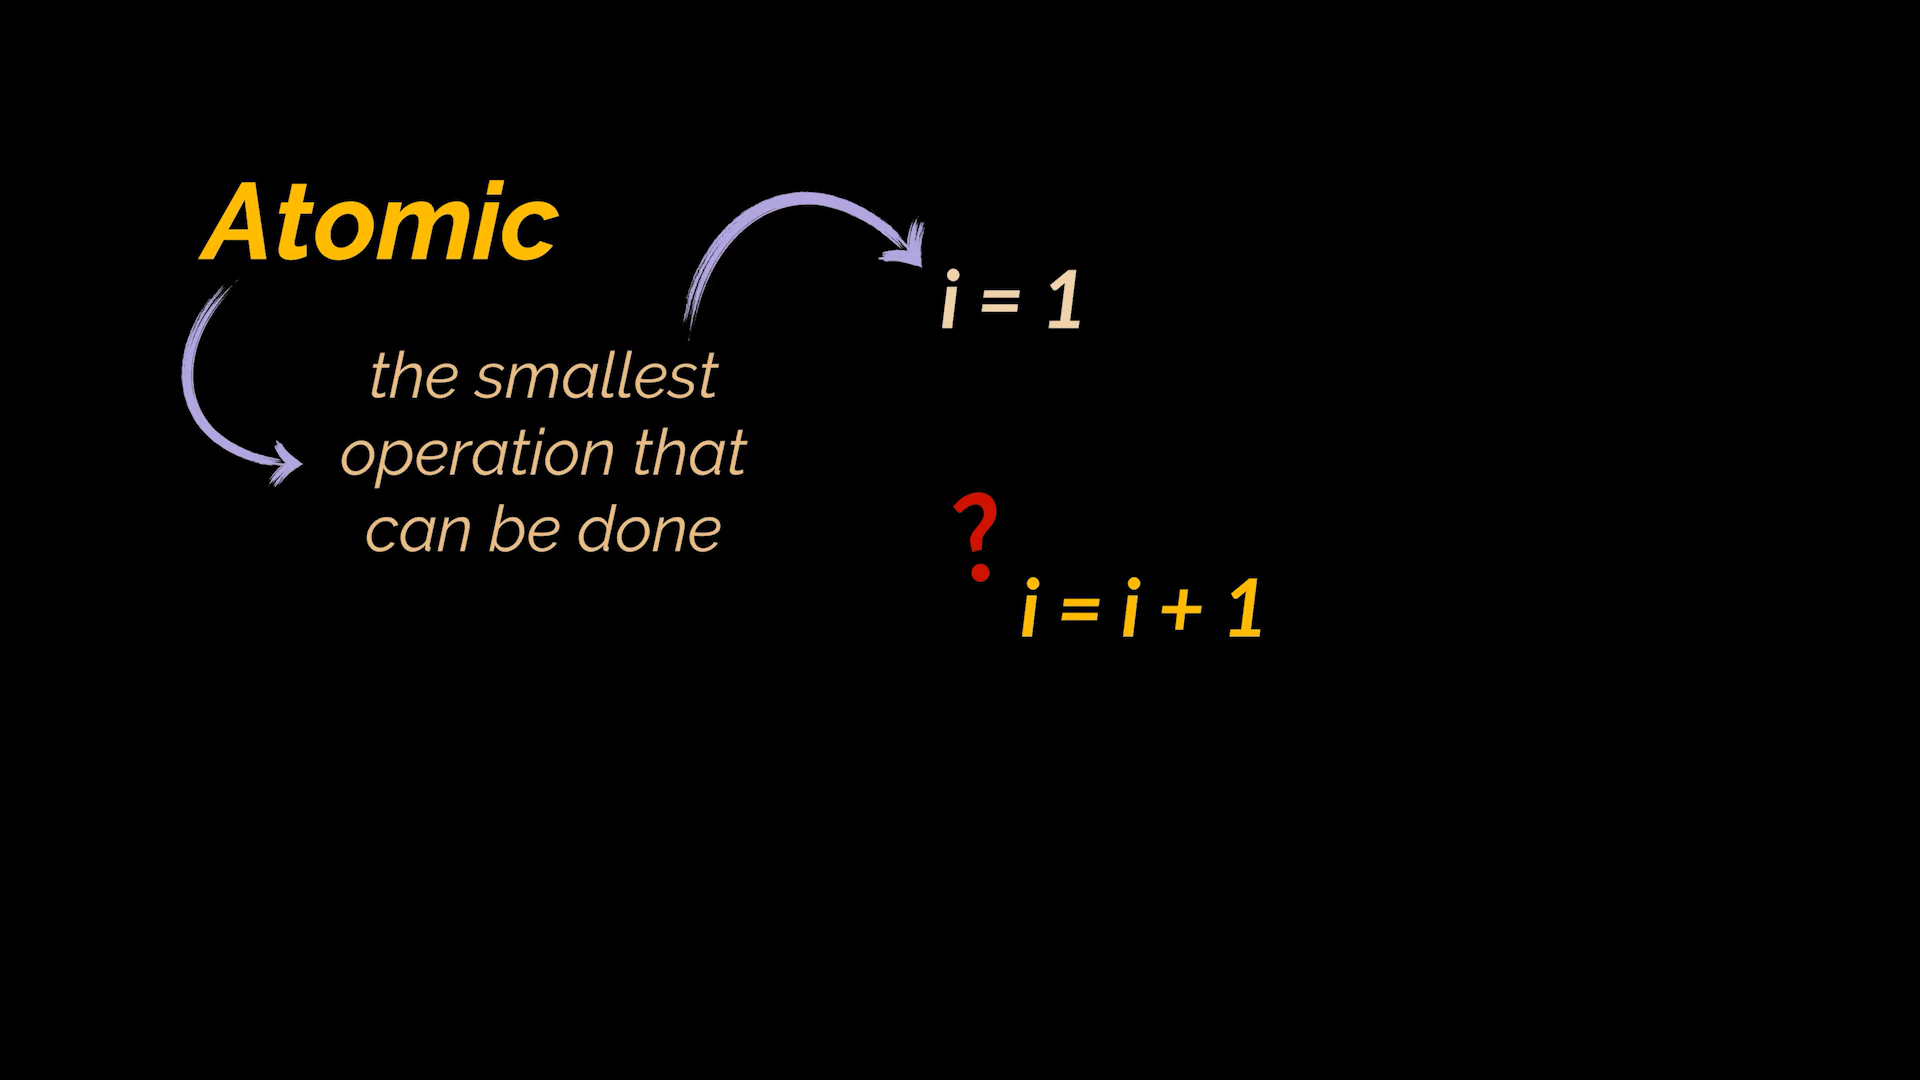 Atomic
the smallest
operation that
can be done
i = 1
?
i = i + 1